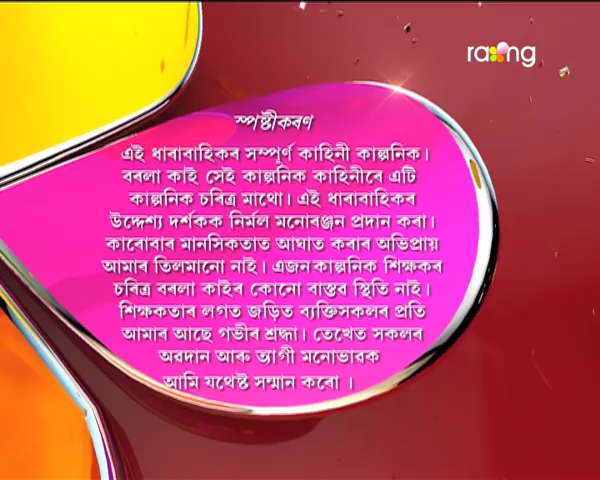 rang
স্পষ্টীকৰণ
এই ধাৰাবাহিকৰ সম্পূৰ্ণ কাহিনী কাল্পনিক।
বৰলা কাই সেই কাল্পনিক কাহিনীৰে এটি
কাল্পনিক চৰিত্ৰ মাথো। এই ধাৰাবাহিকৰ
উদ্দেশ্য দৰ্শকক নিৰ্মল মনোৰঞ্জন প্ৰদান কৰা।
কাৰোবাৰ মানসিকতাত আঘাত কৰাৰ অভিপ্ৰায়
আমাৰ তিলমানো নাই। এজন কাল্পনিক শিক্ষকৰ
চৰিত্ৰ বৰলা কাইৰ কোনো বাস্তৱ স্থিতি নাই।
শিক্ষকতাৰ লগত জড়িত ব্যক্তিসকলৰ প্ৰতি
আমাৰ আছে গভীৰ শ্ৰদ্ধা। তেখেত সকলৰ
অৱদান আৰু ত্যাগী মনোভাৱক
আমি যথেষ্ট সন্মান কৰো ।